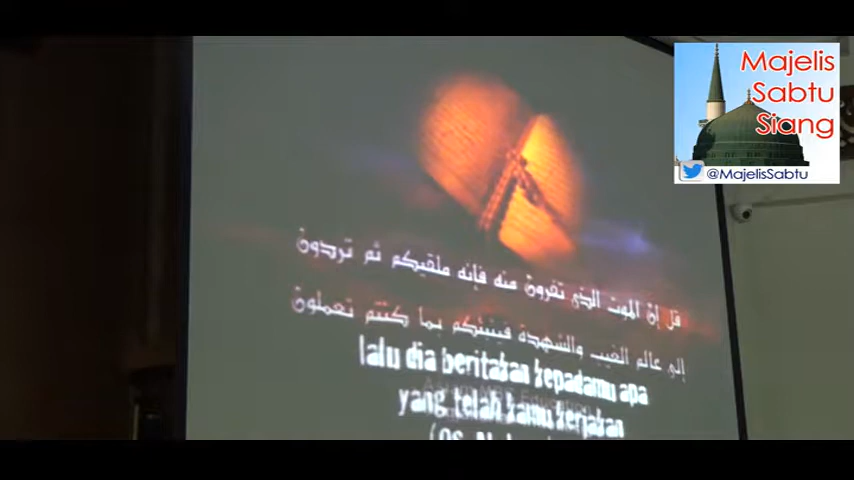 Majelis
Sabtu
Siang
@MajelisSabtu
قل إن الموت الذي تفرون منه فإنه ملقيكم ثم تردون
إلى عالم الغيب والشهدة فينبئكم بما كنتم تعملون
lalu dia beritakan kepadamu apa
yang telah kamu kerjakan